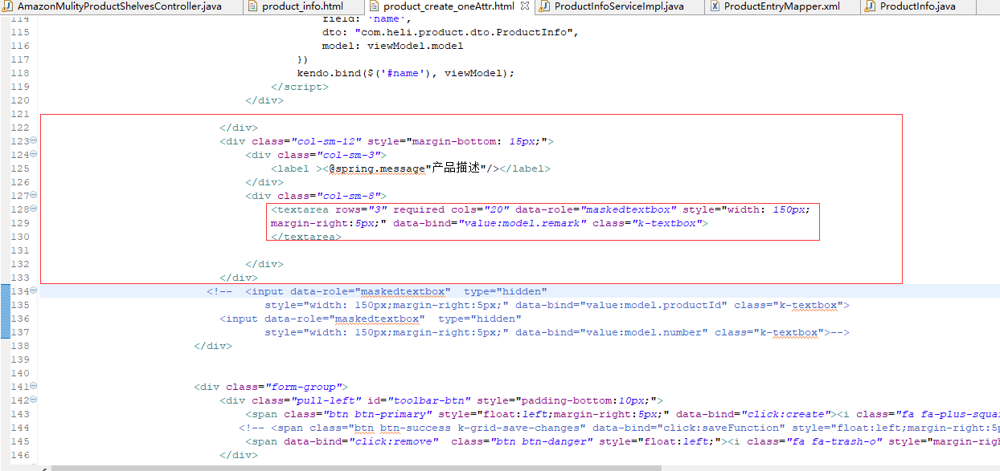 AmazonMulityProductShelvesController.java product_info.html product_create_oneAttr.html ProductInfoServiceImpl.java ProductEntryMapper.xml ProductInfo.java
114 field: 'name',
115 dto: "com.heli.product.dto.ProductInfo",
116 model: viewModel.model
117 })
118 kendo.bind($('#name'), viewModel);
119 </script>
120 </div>
121
122 </div>
123 <div class="col-sm-12" style="margin-bottom: 15px;">
124 <div class="col-sm-3">
125 <label ><@spring.message"产品描述"/></label>
126 </div>
127 <div class="col-sm-8">
128 <textarea rows="3" required cols="20" data-role="maskedtextbox" style="width: 150px;
129 margin-right:5px;" data-bind="value:model.remark" class="k-textbox">
130 </textarea>
131
132 </div>
133 </div>
134 <!-- <input data-role="maskedtextbox" type="hidden"
135 style="width: 150px;margin-right:5px;" data-bind="value:model.productId" class="k-textbox">
136 <input data-role="maskedtextbox" type="hidden"
137 style="width: 150px;margin-right:5px;" data-bind="value:model.number" class="k-textbox">-->
138 </div>
139
140
141 <div class="form-group">
142 <div class="pull-left" id="toolbar-btn" style="padding-bottom:10px;">
143 <span class="btn btn-primary" style="float:left;margin-right:5px;" data-bind="click:create"><i class="fa fa-plus-squa
144 <!-- <span class="btn btn-success k-grid-save-changes" data-bind="click:saveFunction" style="float:left;margin-right:5p
145 <span data-bind="click:remove" class="btn btn-danger" style="float:left;"><i class="fa fa-trash-o" style="margin-righ
146 </div>